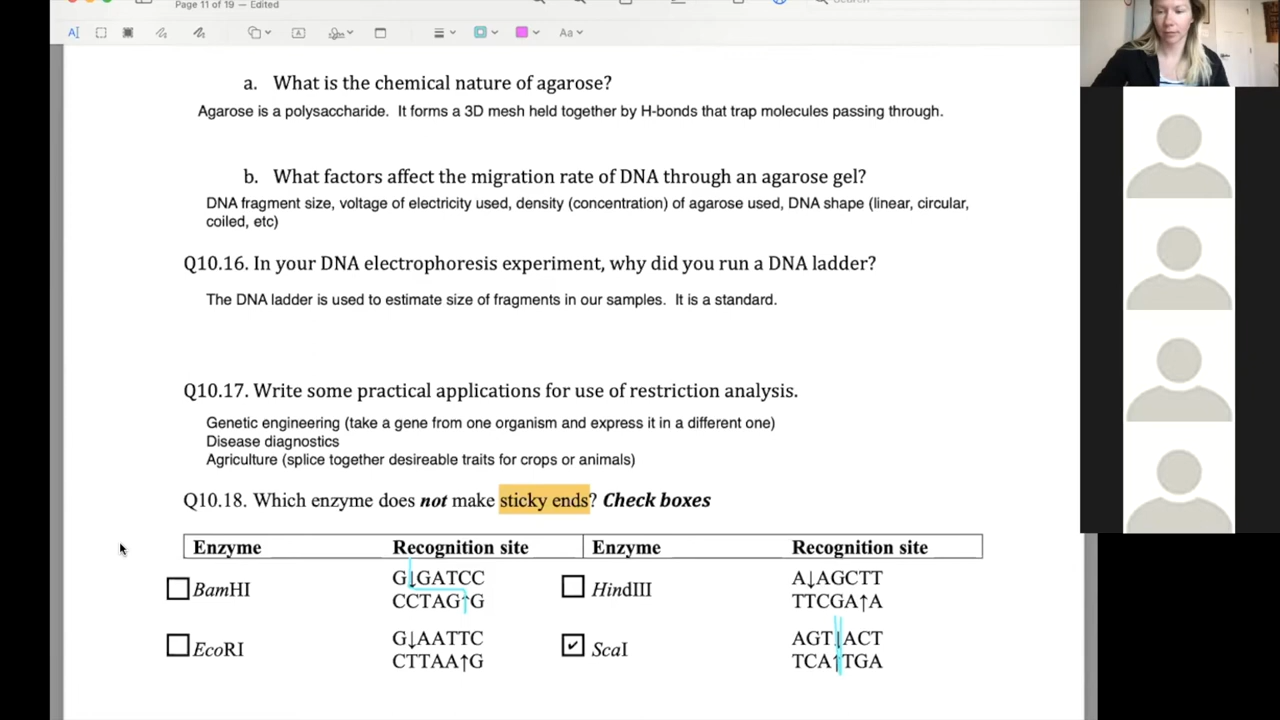 Page 11 of 19 — Edited
Search
a. What is the chemical nature of agarose?
Agarose is a polysaccharide. It forms a 3D mesh held together by H-bonds that trap molecules passing through.
b. What factors affect the migration rate of DNA through an agarose gel?
DNA fragment size, voltage of electricity used, density (concentration) of agarose used, DNA shape (linear, circular,
coiled, etc)
Q10.16. In your DNA electrophoresis experiment, why did you run a DNA ladder?
The DNA ladder is used to estimate size of fragments in our samples. It is a standard.
Q10.17. Write some practical applications for use of restriction analysis.
Genetic engineering (take a gene from one organism and express it in a different one)
Disease diagnostics
Agriculture (splice together desireable traits for crops or animals)
Q10.18. Which enzyme does not make sticky ends? Check boxes
Enzyme Recognition site Enzyme Recognition site
BamHI G↓GATCC HindIII A↓AGCTT
CCTAG↑G TTCGA↑A
EcoRI G↓AATTC ScaI AGT↓ACT
CTTAA↑G TCA↑TGA